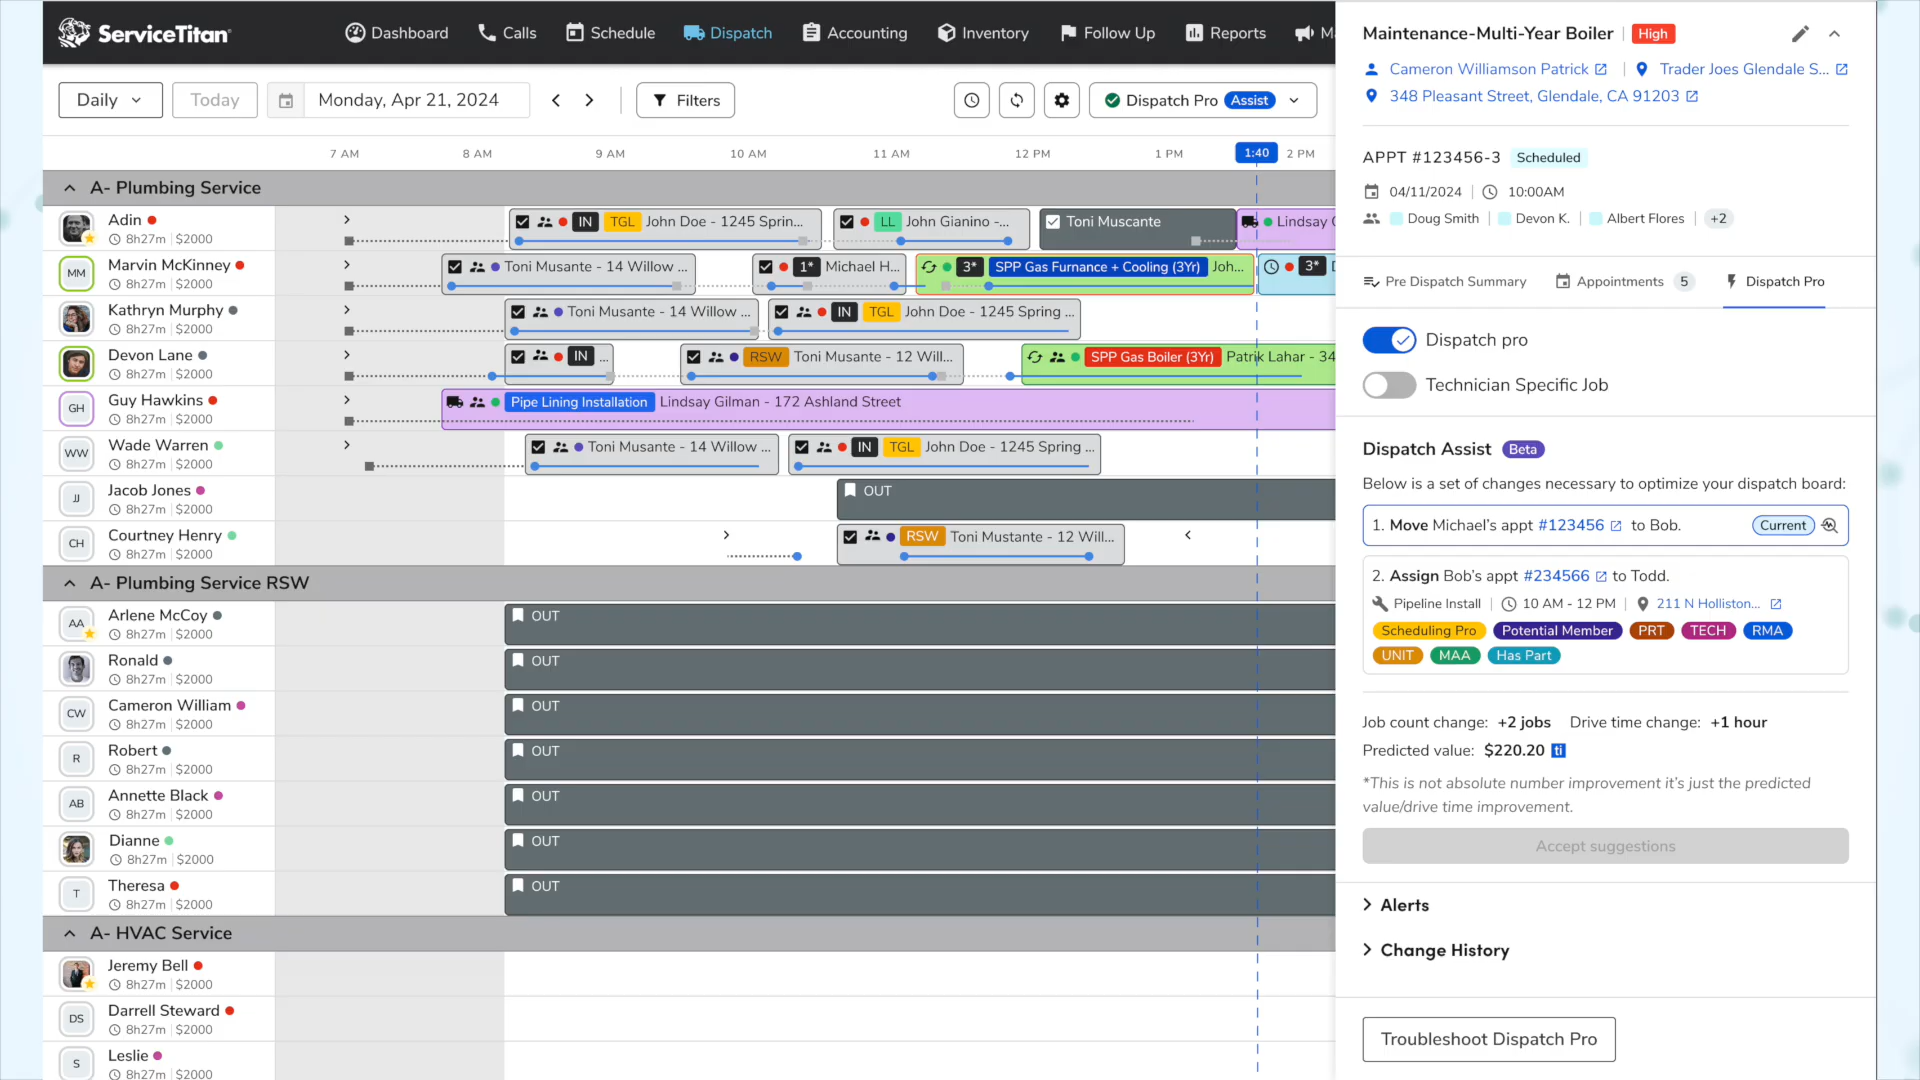 ServiceTitan
Dashboard Calls Schedule Dispatch Accounting Inventory Follow Up Reports
Daily Today Monday, Apr 21, 2024 Filters Dispatch Pro Assist
7 AM 8 AM 9 AM 10 AM 11 AM 12 PM 1 PM 1:40 2 PM
A- Plumbing Service
Adin
8h27m $2000
IN TGL John Doe - 1245 Sprin...
LL John Gianino -...
Toni Muscante
Lindsay
MM
Marvin McKinney
8h27m $2000
Toni Musante - 14 Willow ...
1* Michael H...
3* SPP Gas Furnance + Cooling (3Yr) Joh...
3*
Kathryn Murphy
8h27m $2000
Toni Musante - 14 Willow ...
IN TGL John Doe - 1245 Spring ...
Devon Lane
8h27m $2000
IN ...
RSW Toni Musante - 12 Will...
SPP Gas Boiler (3Yr) Patrik Lahar - 34
GH
Guy Hawkins
8h27m $2000
Pipe Lining Installation Lindsay Gilman - 172 Ashland Street
WW
Wade Warren
8h27m $2000
Toni Musante - 14 Willow ...
IN TGL John Doe - 1245 Spring ...
JJ
Jacob Jones
8h27m $2000
OUT
CH
Courtney Henry
8h27m $2000
RSW Toni Mustante - 12 Will...
A- Plumbing Service RSW
AA
Arlene McCoy
8h27m $2000
OUT
Ronald
8h27m $2000
OUT
CW
Cameron William
8h27m $2000
OUT
R
Robert
8h27m $2000
OUT
AB
Annette Black
8h27m $2000
OUT
Dianne
8h27m $2000
OUT
T
Theresa
8h27m $2000
OUT
A- HVAC Service
Jeremy Bell
8h27m $2000
DS
Darrell Steward
8h27m $2000
S
Leslie
8h27m $2000
Maintenance-Multi-Year Boiler High
Cameron Williamson Patrick Trader Joes Glendale S...
348 Pleasant Street, Glendale, CA 91203
APPT #123456-3 Scheduled
04/11/2024 10:00AM
Doug Smith Devon K. Albert Flores +2
Pre Dispatch Summary Appointments 5 Dispatch Pro
Dispatch pro
Technician Specific Job
Dispatch Assist Beta
Below is a set of changes necessary to optimize your dispatch board:
1. Move Michael’s appt #123456 to Bob. Current
2. Assign Bob’s appt #234566 to Todd.
Pipeline Install 10 AM - 12 PM 211 N Holliston...
Scheduling Pro Potential Member PRT TECH RMA
UNIT MAA Has Part
Job count change: +2 jobs Drive time change: +1 hour
Predicted value: $220.20 ti
*This is not absolute number improvement it’s just the predicted
value/drive time improvement.
Accept suggestions
Alerts
Change History
Troubleshoot Dispatch Pro